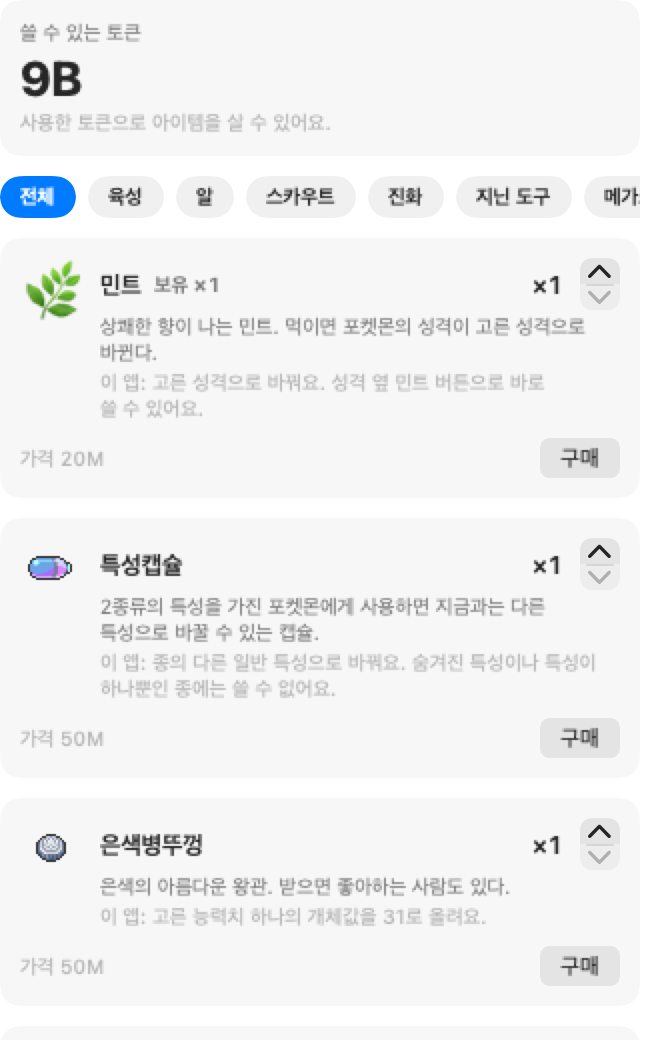 쓸 수 있는 토큰
9B
사용한 토큰으로 아이템을 살 수 있어요.
전체 육성 알 스카우트 진화 지닌 도구 메가
민트 보유 ×1 ×1
상쾌한 향이 나는 민트. 먹이면 포켓몬의 성격이 고른 성격으로
바뀐다.
이 앱: 고른 성격으로 바꿔요. 성격 옆 민트 버튼으로 바로
쓸 수 있어요.
가격 20M 구매
특성캡슐 ×1
2종류의 특성을 가진 포켓몬에게 사용하면 지금과는 다른
특성으로 바꿀 수 있는 캡슐.
이 앱: 종의 다른 일반 특성으로 바꿔요. 숨겨진 특성이나 특성이
하나뿐인 종에는 쓸 수 없어요.
가격 50M 구매
은색병뚜껑 ×1
은색의 아름다운 왕관. 받으면 좋아하는 사람도 있다.
이 앱: 고른 능력치 하나의 개체값을 31로 올려요.
가격 50M 구매